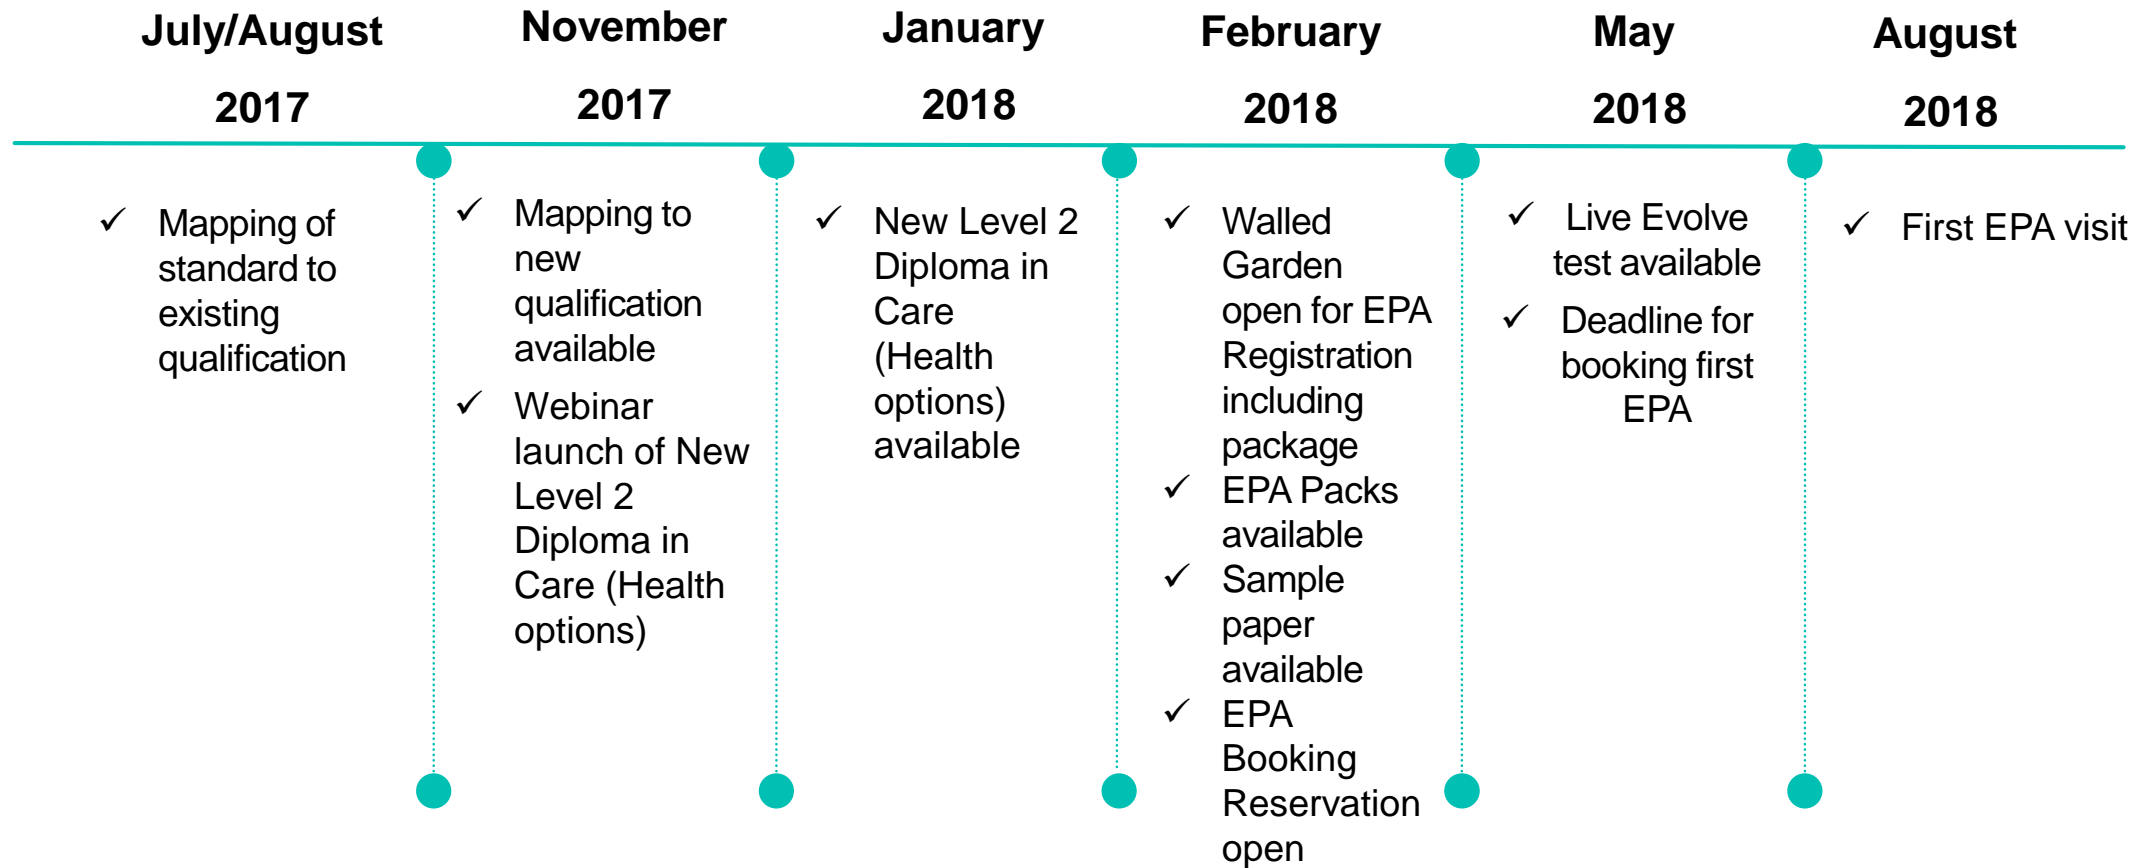 July/August
2017
November
2017
January
2018
February
2018
May
2018
August
2018
✓ Mapping of
standard to
existing
qualification
✓ Mapping to
new
qualification
available
✓ Webinar
launch of New
Level 2
Diploma in
Care (Health
options)
✓ New Level 2
Diploma in
Care
(Health
options)
available
✓ Walled
Garden
open for EPA
Registration
including
package
✓ EPA Packs
available
✓ Sample
paper
available
✓ EPA
Booking
Reservation
open
✓ Live Evolve
test available
✓ Deadline for
booking first
EPA
✓ First EPA visit